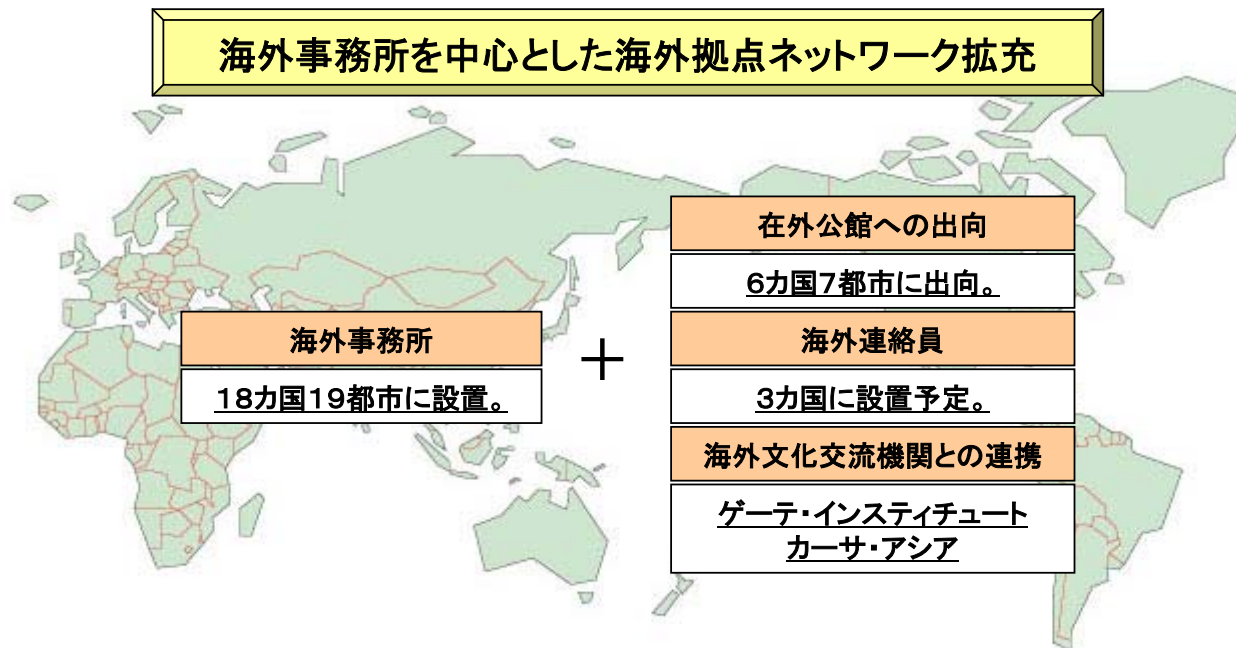 海外事務所を中心とした海外拠点ネットワーク拡充
海外事務所
18カ国19都市に設置。
＋
在外公館への出向
6カ国7都市に出向。
海外連絡員
3カ国に設置予定。
海外文化交流機関との連携
ゲーテ・インスティチュート
カーサ・アシア